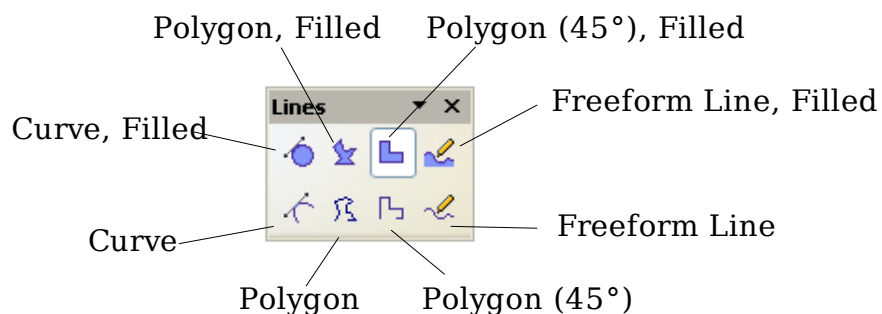 Polygon, Filled
Polygon (45°), Filled
Lines
Freeform Line, Filled
Curve, Filled
Curve
Freeform Line
Polygon
Polygon (45°)